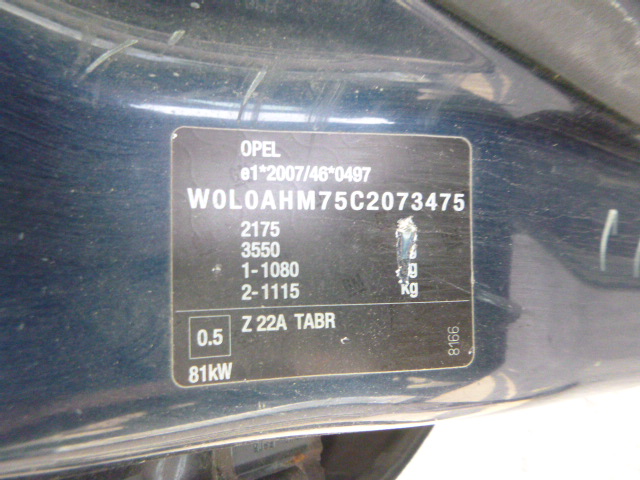 OPEL
e1*2007/46*0497
W0L0AHM75C2073475
2175
3550 g
1-1080 g
2-1115 kg
0.5 Z 22A TABR
81kW
8166